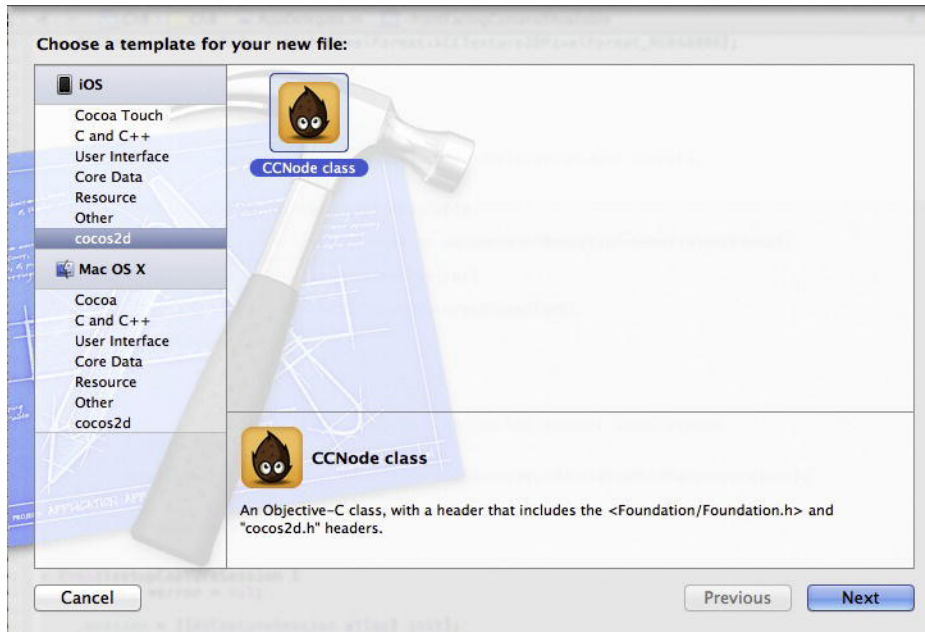 Choose a template for your new file:
iOS
Cocoa Touch
C and C++
User Interface
Core Data
Resource
Other
cocos2d
Mac OS X
Cocoa
C and C++
User Interface
Core Data
Resource
Other
cocos2d
CCNode class
CCNode class
An Objective-C class, with a header that includes the <Foundation/Foundation.h> and
"cocos2d.h" headers.
Cancel
Previous
Next